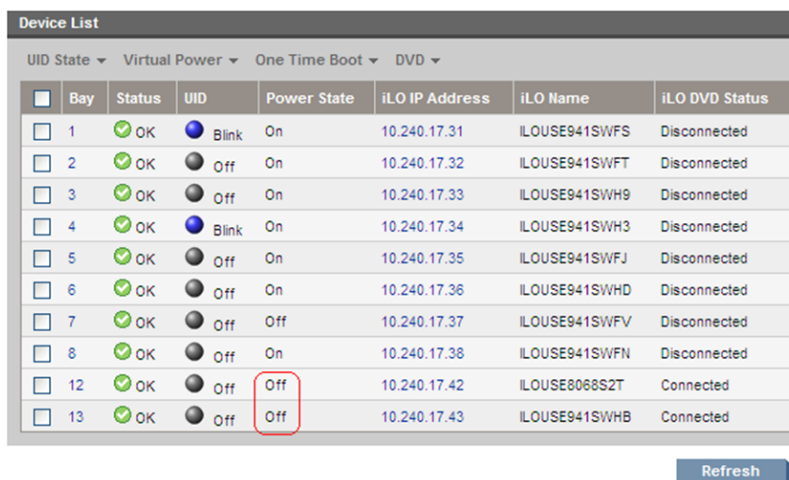 Device List
UID State Virtual Power One Time Boot DVD
Bay Status UID Power State iLO IP Address iLO Name iLO DVD Status
1 OK Blink On 10.240.17.31 ILOUSE941SWFS Disconnected
2 OK Off On 10.240.17.32 ILOUSE941SWFT Disconnected
3 OK Off On 10.240.17.33 ILOUSE941SWH9 Disconnected
4 OK Blink On 10.240.17.34 ILOUSE941SWH3 Disconnected
5 OK Off On 10.240.17.35 ILOUSE941SWFJ Disconnected
6 OK Off On 10.240.17.36 ILOUSE941SWHD Disconnected
7 OK Off Off 10.240.17.37 ILOUSE941SWFV Disconnected
8 OK Off On 10.240.17.38 ILOUSE941SWFN Disconnected
12 OK Off Off 10.240.17.42 ILOUSE8068S2T Connected
13 OK Off Off 10.240.17.43 ILOUSE941SWHB Connected
Refresh